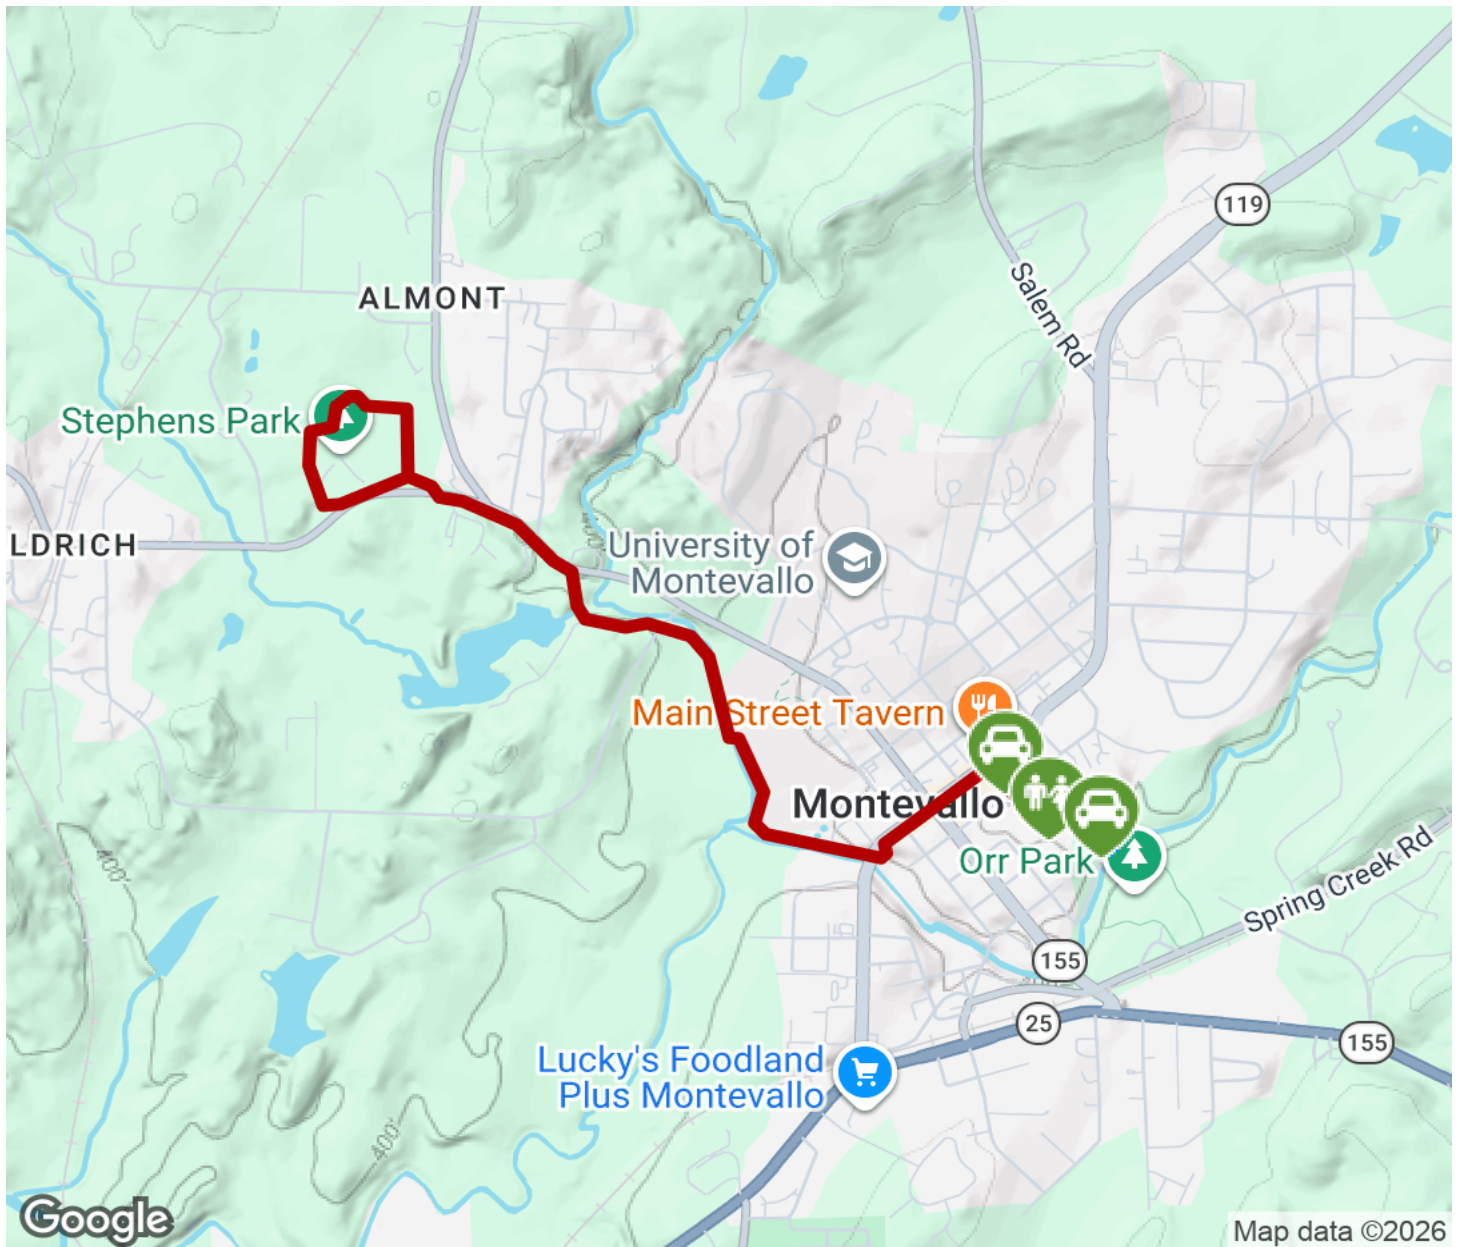 119
Salem Rd
ALMONT
Stephens Park
LDRICH
University of
Montevallo
Main Street Tavern
Montevallo
Orr Park
Spring Creek Rd
155
25
155
Lucky's Foodland
Plus Montevallo
400'
400'
Google
Map data ©2026